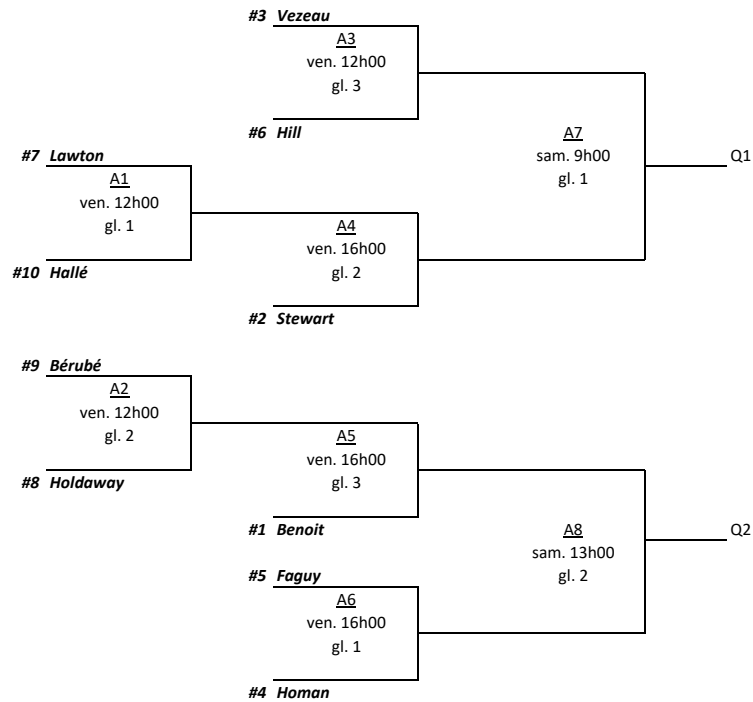 #3 Vezeau
A3
ven. 12h00
gl. 3
#6 Hill
A7
sam. 9h00
gl. 1
Q1
#7 Lawton
A1
ven. 12h00
gl. 1
A4
ven. 16h00
gl. 2
#10 Hallé
#2 Stewart
#9 Bérubé
A2
ven. 12h00
gl. 2
A5
ven. 16h00
gl. 3
#8 Holdaway
#1 Benoit
A8
sam. 13h00
gl. 2
Q2
#5 Faguy
A6
ven. 16h00
gl. 1
#4 Homan